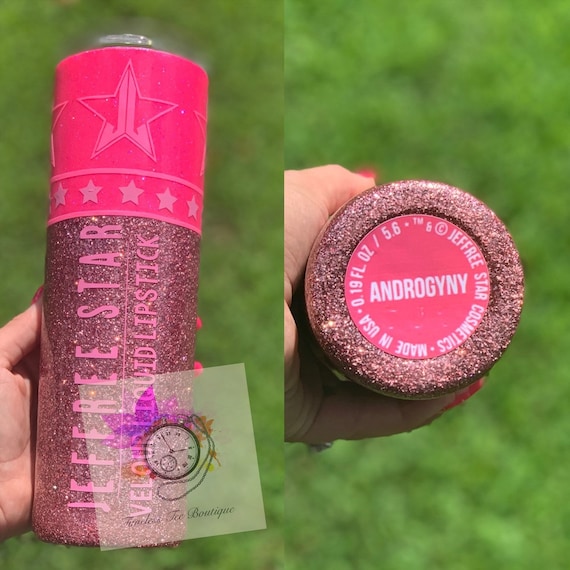 JEFFREE STAR
VELOUR LIQUID LIPSTICK
Timeless Tee Boutique
ANDROGYNY
0.19 FL OZ / 5.6 • ™ & © JEFFREE STAR COSMETICS • MADE IN USA •